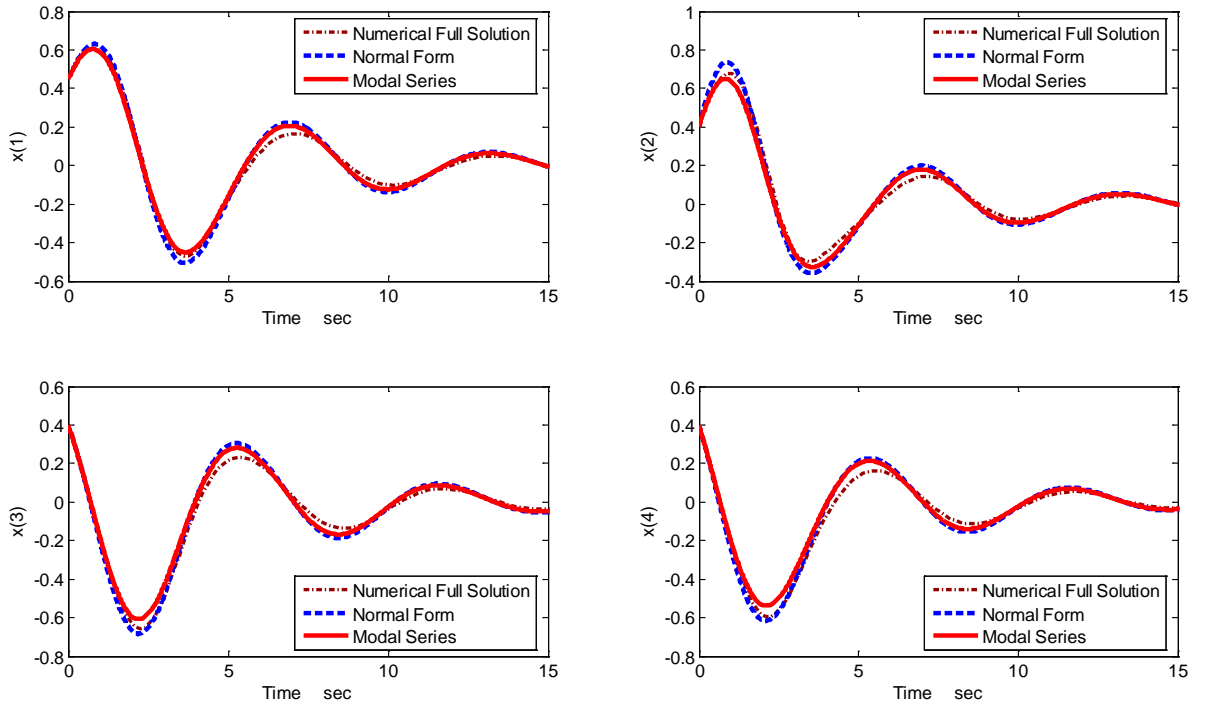 0.8
0.6
0.4
0.2
0
-0.2
-0.4
-0.6
x(1)
Numerical Full Solution
Normal Form
Modal Series
0 5 10 15
Time sec
1
0.8
0.6
0.4
0.2
0
-0.2
-0.4
x(2)
Numerical Full Solution
Normal Form
Modal Series
0 5 10 15
Time sec
0.6
0.4
0.2
0
-0.2
-0.4
-0.6
-0.8
x(3)
Numerical Full Solution
Normal Form
Modal Series
0 5 10 15
Time sec
0.6
0.4
0.2
0
-0.2
-0.4
-0.6
-0.8
x(4)
Numerical Full Solution
Normal Form
Modal Series
0 5 10 15
Time sec